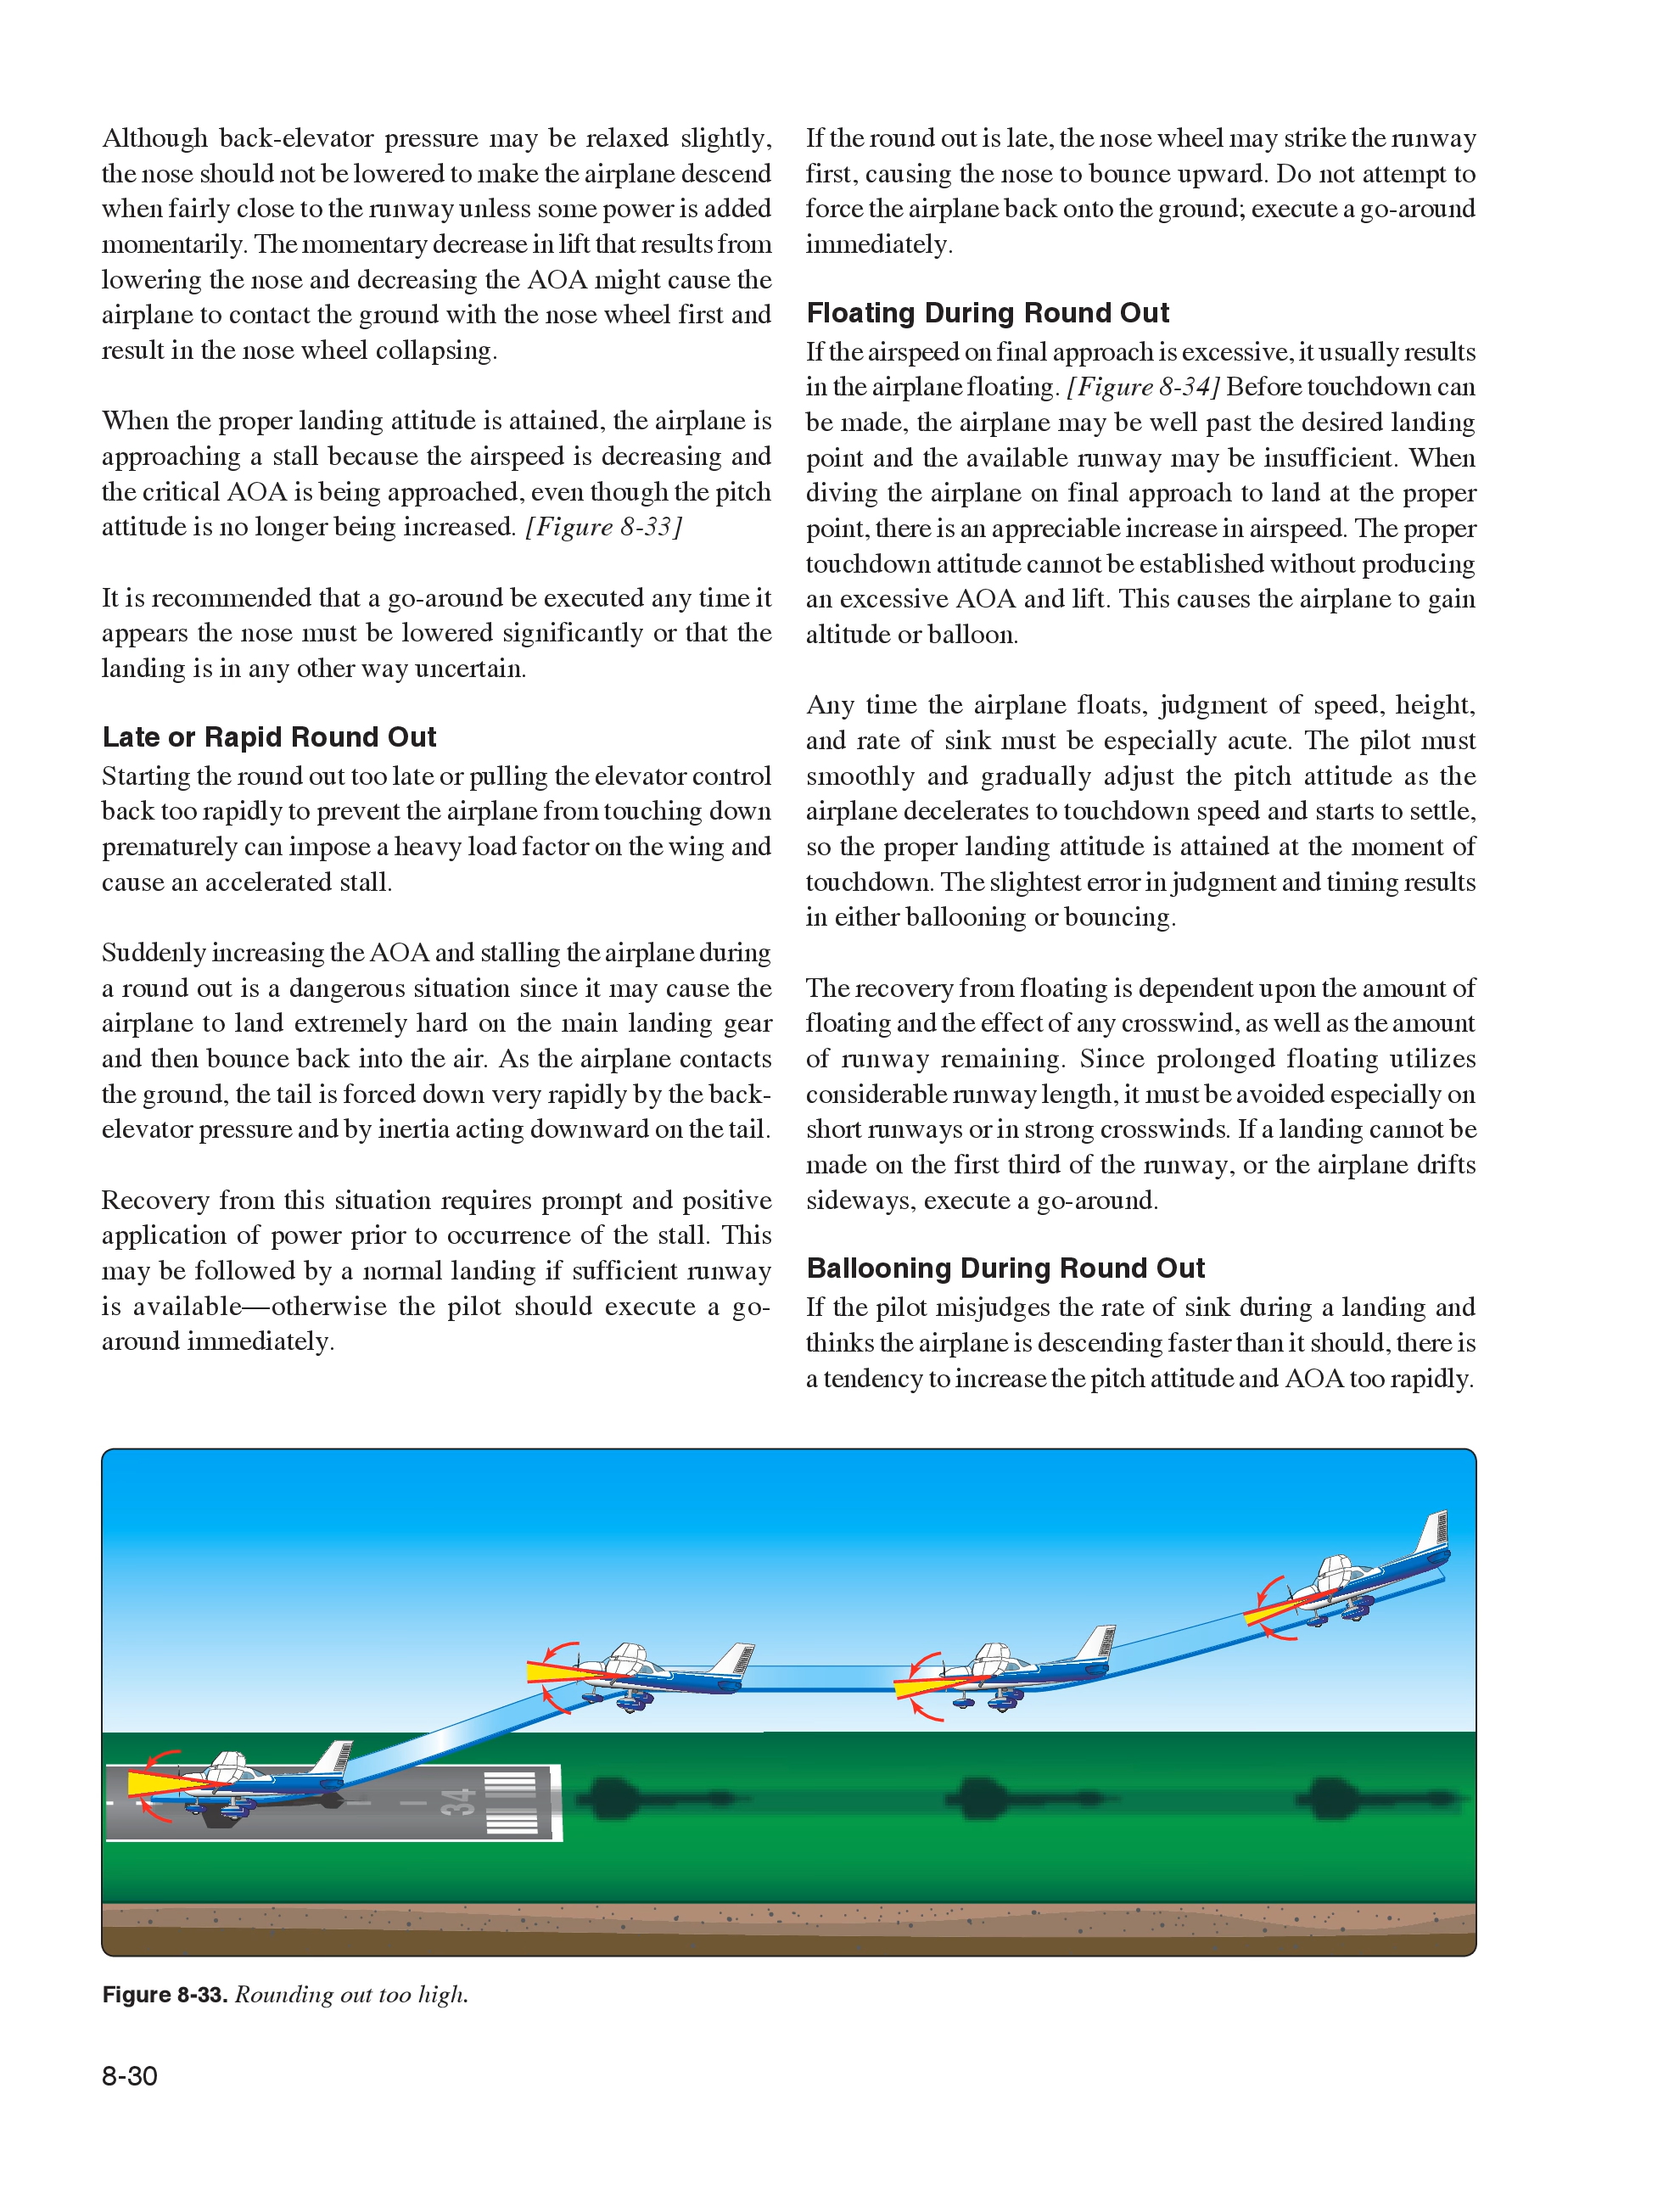 Although back-elevator pressure may be relaxed slightly,
the nose should not be lowered to make the airplane descend
when fairly close to the runway unless some power is added
momentarily. The momentary decrease in lift that results from
lowering the nose and decreasing the AOA might cause the
airplane to contact the ground with the nose wheel first and
result in the nose wheel collapsing.
When the proper landing attitude is attained, the airplane is
approaching a stall because the airspeed is decreasing and
the critical AOA is being approached, even though the pitch
attitude is no longer being increased. [Figure 8-33]
It is recommended that a go-around be executed any time it
appears the nose must be lowered significantly or that the
landing is in any other way uncertain.
Late or Rapid Round Out
Starting the round out too late or pulling the elevator control
back too rapidly to prevent the airplane from touching down
prematurely can impose a heavy load factor on the wing and
cause an accelerated stall.
Suddenly increasing the AOA and stalling the airplane during
a round out is a dangerous situation since it may cause the
airplane to land extremely hard on the main landing gear
and then bounce back into the air. As the airplane contacts
the ground, the tail is forced down very rapidly by the back-
elevator pressure and by inertia acting downward on the tail.
Recovery from this situation requires prompt and positive
application of power prior to occurrence of the stall. This
may be followed by a normal landing if sufficient runway
is available—otherwise the pilot should execute a go-
around immediately.
If the round out is late, the nose wheel may strike the runway
first, causing the nose to bounce upward. Do not attempt to
force the airplane back onto the ground; execute a go-around
immediately.
Floating During Round Out
If the airspeed on final approach is excessive, it usually results
in the airplane floating. [Figure 8-34] Before touchdown can
be made, the airplane may be well past the desired landing
point and the available runway may be insufficient. When
diving the airplane on final approach to land at the proper
point, there is an appreciable increase in airspeed. The proper
touchdown attitude cannot be established without producing
an excessive AOA and lift. This causes the airplane to gain
altitude or balloon.
Any time the airplane floats, judgment of speed, height,
and rate of sink must be especially acute. The pilot must
smoothly and gradually adjust the pitch attitude as the
airplane decelerates to touchdown speed and starts to settle,
so the proper landing attitude is attained at the moment of
touchdown. The slightest error in judgment and timing results
in either ballooning or bouncing.
The recovery from floating is dependent upon the amount of
floating and the effect of any crosswind, as well as the amount
of runway remaining. Since prolonged floating utilizes
considerable runway length, it must be avoided especially on
short runways or in strong crosswinds. If a landing cannot be
made on the first third of the runway, or the airplane drifts
sideways, execute a go-around.
Ballooning During Round Out
If the pilot misjudges the rate of sink during a landing and
thinks the airplane is descending faster than it should, there is
a tendency to increase the pitch attitude and AOA too rapidly.
34
Figure 8-33. Rounding out too high.
8-30